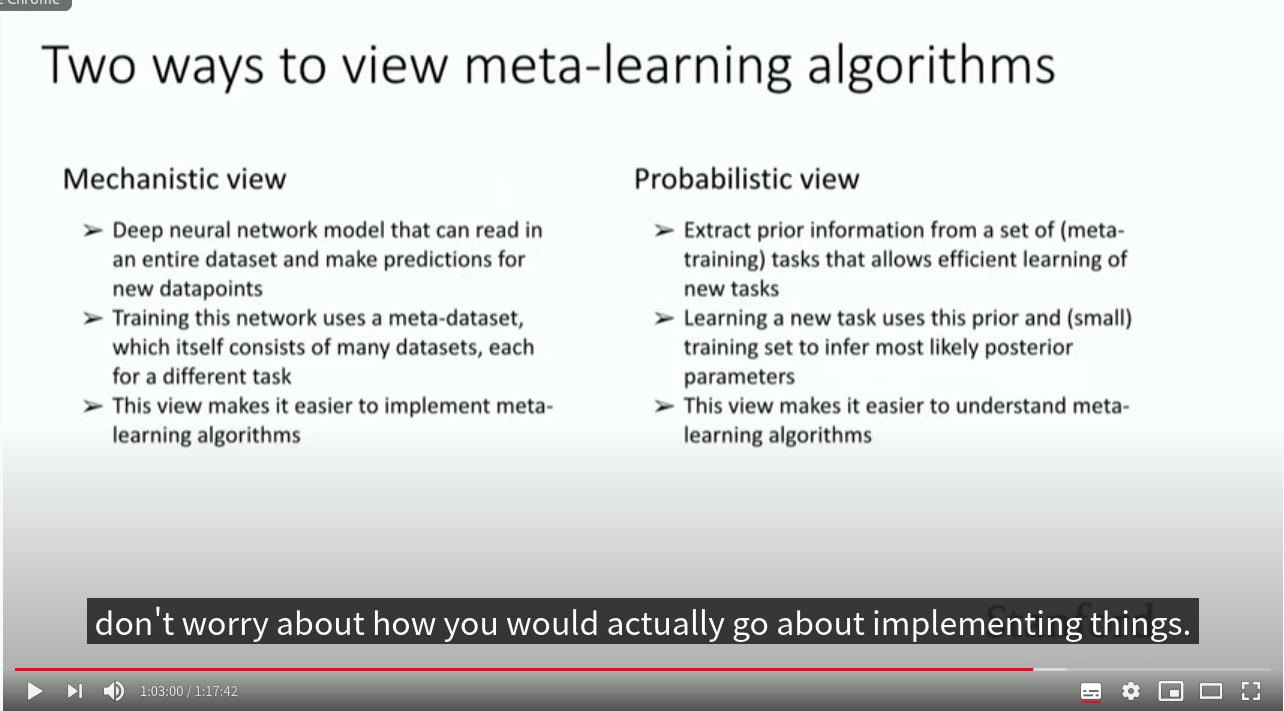 Chrome
Two ways to view meta-learning algorithms
Mechanistic view
➢ Deep neural network model that can read in
an entire dataset and make predictions for
new datapoints
➢ Training this network uses a meta-dataset,
which itself consists of many datasets, each
for a different task
➢ This view makes it easier to implement meta-
learning algorithms
Probabilistic view
➢ Extract prior information from a set of (meta-
training) tasks that allows efficient learning of
new tasks
➢ Learning a new task uses this prior and (small)
training set to infer most likely posterior
parameters
➢ This view makes it easier to understand meta-
learning algorithms
don't worry about how you would actually go about implementing things.
1:03:00 / 1:17:42